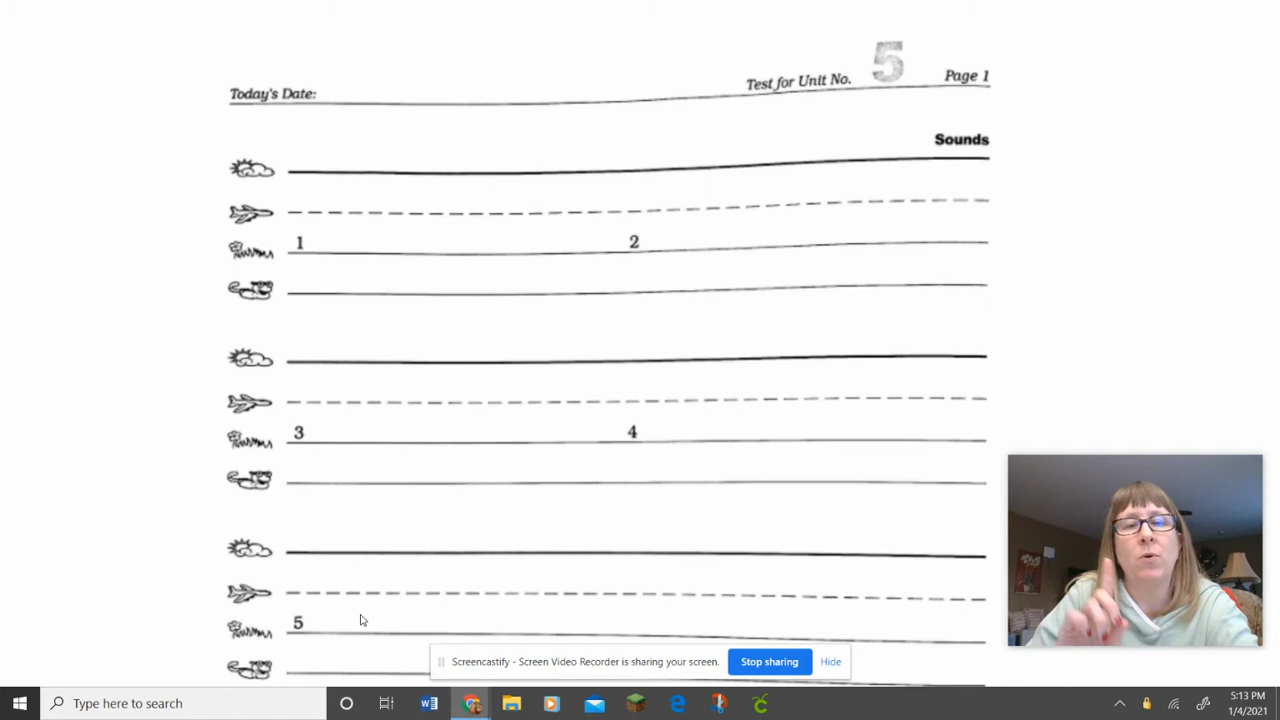 Test for Unit No. 5 Page 1
Today's Date:
Sounds
1 2
3 4
5
Screencastify - Screen Video Recorder is sharing your screen. Stop sharing Hide
Type here to search
5:13 PM
1/4/2021